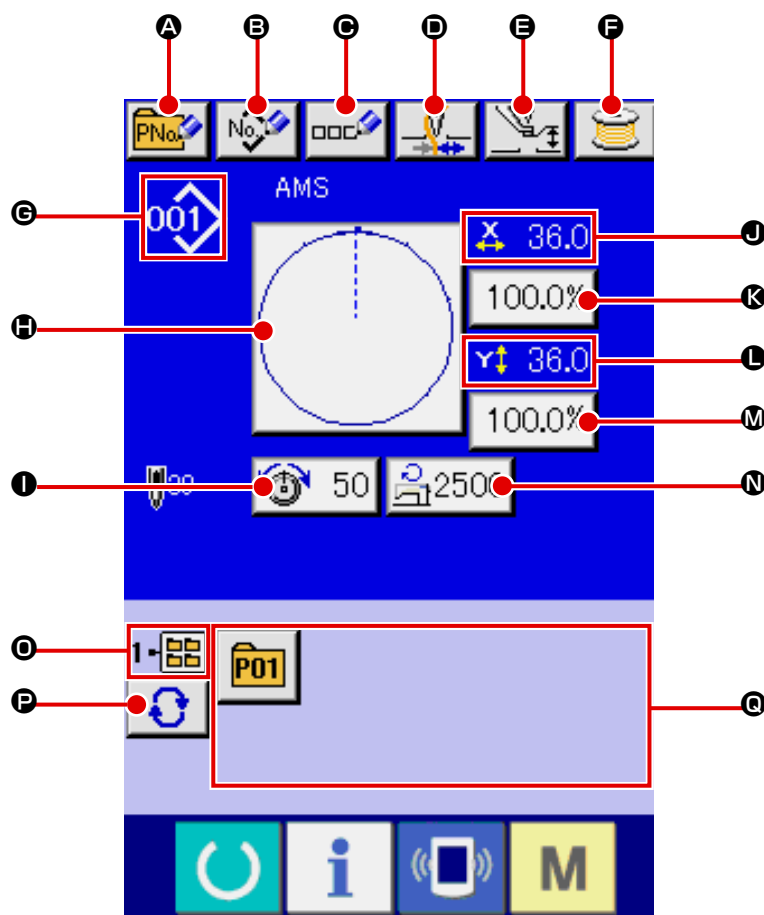 A B C D E F
PNo. No.
G 001 AMS
X 36.0 J
100.0% K
H
Y 36.0 L
100.0% M
I 50 2500 N
O 1
P01
P Q
i M